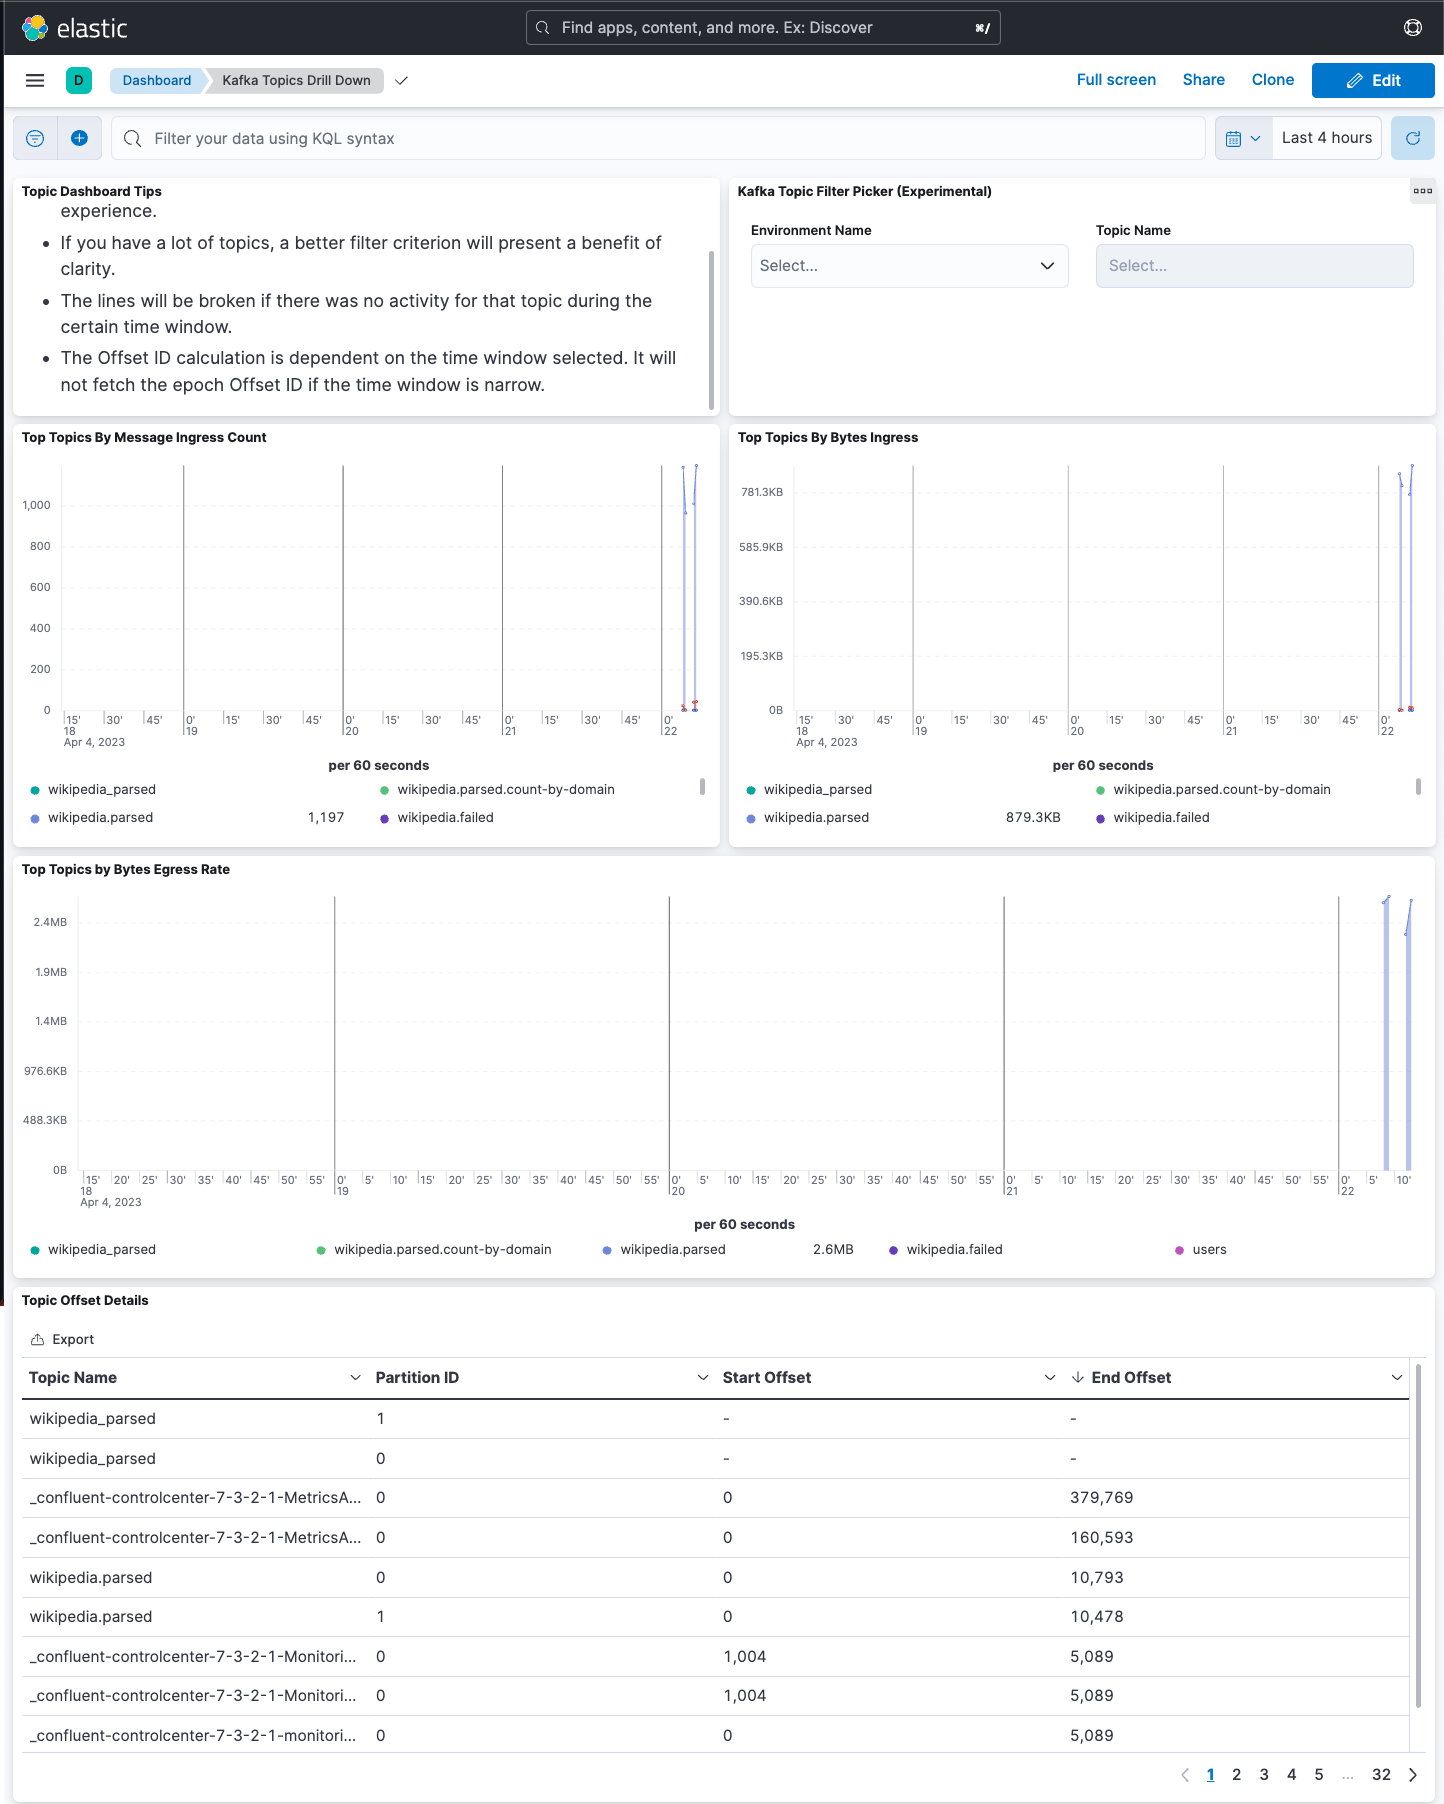 elastic
Find apps, content, and more. Ex: Discover ⌘/
D Dashboard Kafka Topics Drill Down Full screen Share Clone Edit
Filter your data using KQL syntax Last 4 hours
Topic Dashboard Tips
experience.
• If you have a lot of topics, a better filter criterion will present a benefit of
clarity.
• The lines will be broken if there was no activity for that topic during the
certain time window.
• The Offset ID calculation is dependent on the time window selected. It will
not fetch the epoch Offset ID if the time window is narrow.
Kafka Topic Filter Picker (Experimental)
Environment Name Topic Name
Select... Select...
Top Topics By Message Ingress Count
1,000
800
600
400
200
0
15' 30' 45' 0' 15' 30' 45' 0' 15' 30' 45' 0' 15' 30' 45' 0'
18 19 20 21 22
Apr 4, 2023
per 60 seconds
wikipedia_parsed wikipedia.parsed.count-by-domain
wikipedia.parsed 1,197 wikipedia.failed
Top Topics By Bytes Ingress
781.3KB
585.9KB
390.6KB
195.3KB
0B
15' 30' 45' 0' 15' 30' 45' 0' 15' 30' 45' 0' 15' 30' 45' 0'
18 19 20 21 22
Apr 4, 2023
per 60 seconds
wikipedia_parsed wikipedia.parsed.count-by-domain
wikipedia.parsed 879.3KB wikipedia.failed
Top Topics by Bytes Egress Rate
2.4MB
1.9MB
1.4MB
976.6KB
488.3KB
0B
15' 20' 25' 30' 35' 40' 45' 50' 55' 0' 5' 10' 15' 20' 25' 30' 35' 40' 45' 50' 55' 0' 5' 10' 15' 20' 25' 30' 35' 40' 45' 50' 55' 0' 5' 10' 15' 20' 25' 30' 35' 40' 45' 50' 55' 0' 5' 10'
18 19 20 21 22
Apr 4, 2023
per 60 seconds
wikipedia_parsed wikipedia.parsed.count-by-domain wikipedia.parsed 2.6MB wikipedia.failed users
Topic Offset Details
Export
Topic Name Partition ID Start Offset End Offset
wikipedia_parsed 1 - -
wikipedia_parsed 0 - -
_confluent-controlcenter-7-3-2-1-MetricsA... 0 0 379,769
_confluent-controlcenter-7-3-2-1-MetricsA... 0 0 160,593
wikipedia.parsed 0 0 10,793
wikipedia.parsed 1 0 10,478
_confluent-controlcenter-7-3-2-1-Monitori... 0 1,004 5,089
_confluent-controlcenter-7-3-2-1-Monitori... 0 1,004 5,089
_confluent-controlcenter-7-3-2-1-monitori... 0 0 5,089
1 2 3 4 5 ... 32